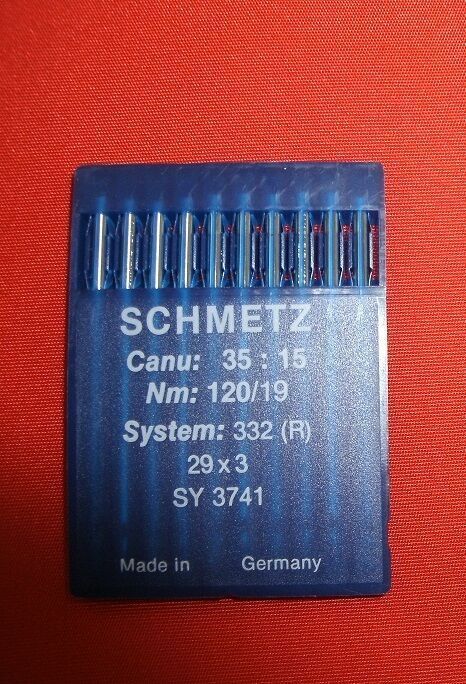 SCHMETZ
Canu: 35 : 15
Nm: 120/19
System: 332 (R)
29 x 3
SY 3741
Made in Germany